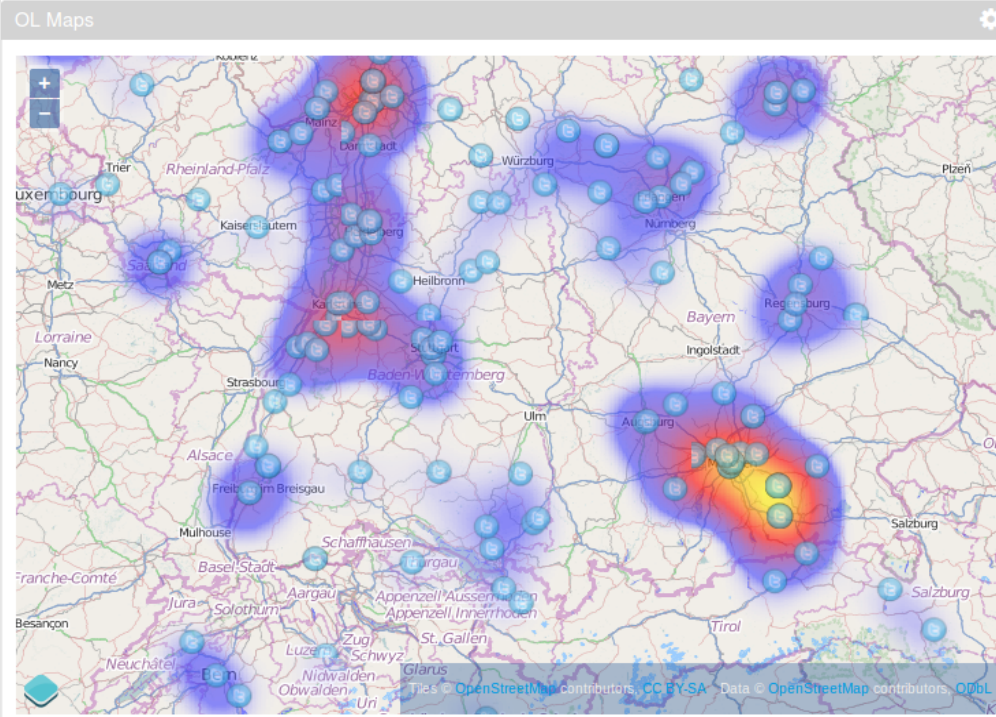 OL Maps
Koblenz
+
−
Mainz
Darmstadt
Trier
Rheinland-Pfalz
Würzburg
Plzeň
uxembourg
Kaiserslautern
Nürnberg
Saarland
Metz
Heilbronn
Regensburg
Lorraine
Bayern
Nancy
Ingolstadt
Stuttgart
Strasbourg
Baden-Württemberg
Ulm
Augsburg
Alsace
Freiburg im Breisgau
Mulhouse
Salzburg
Schaffhausen
Basel-Stadt
Franche-Comté
Aargau
Appenzell Ausserrhoden
Salzburg
Jura
Solothurn
Appenzell Innerrhoden
Besançon
Tirol
Zug
St. Gallen
Schwyz
Neuchâtel
Glarus
Bern
Nidwalden
Obwalden
Uri
Tiles © OpenStreetMap contributors, CC BY-SA - Data © OpenStreetMap contributors, ODbL